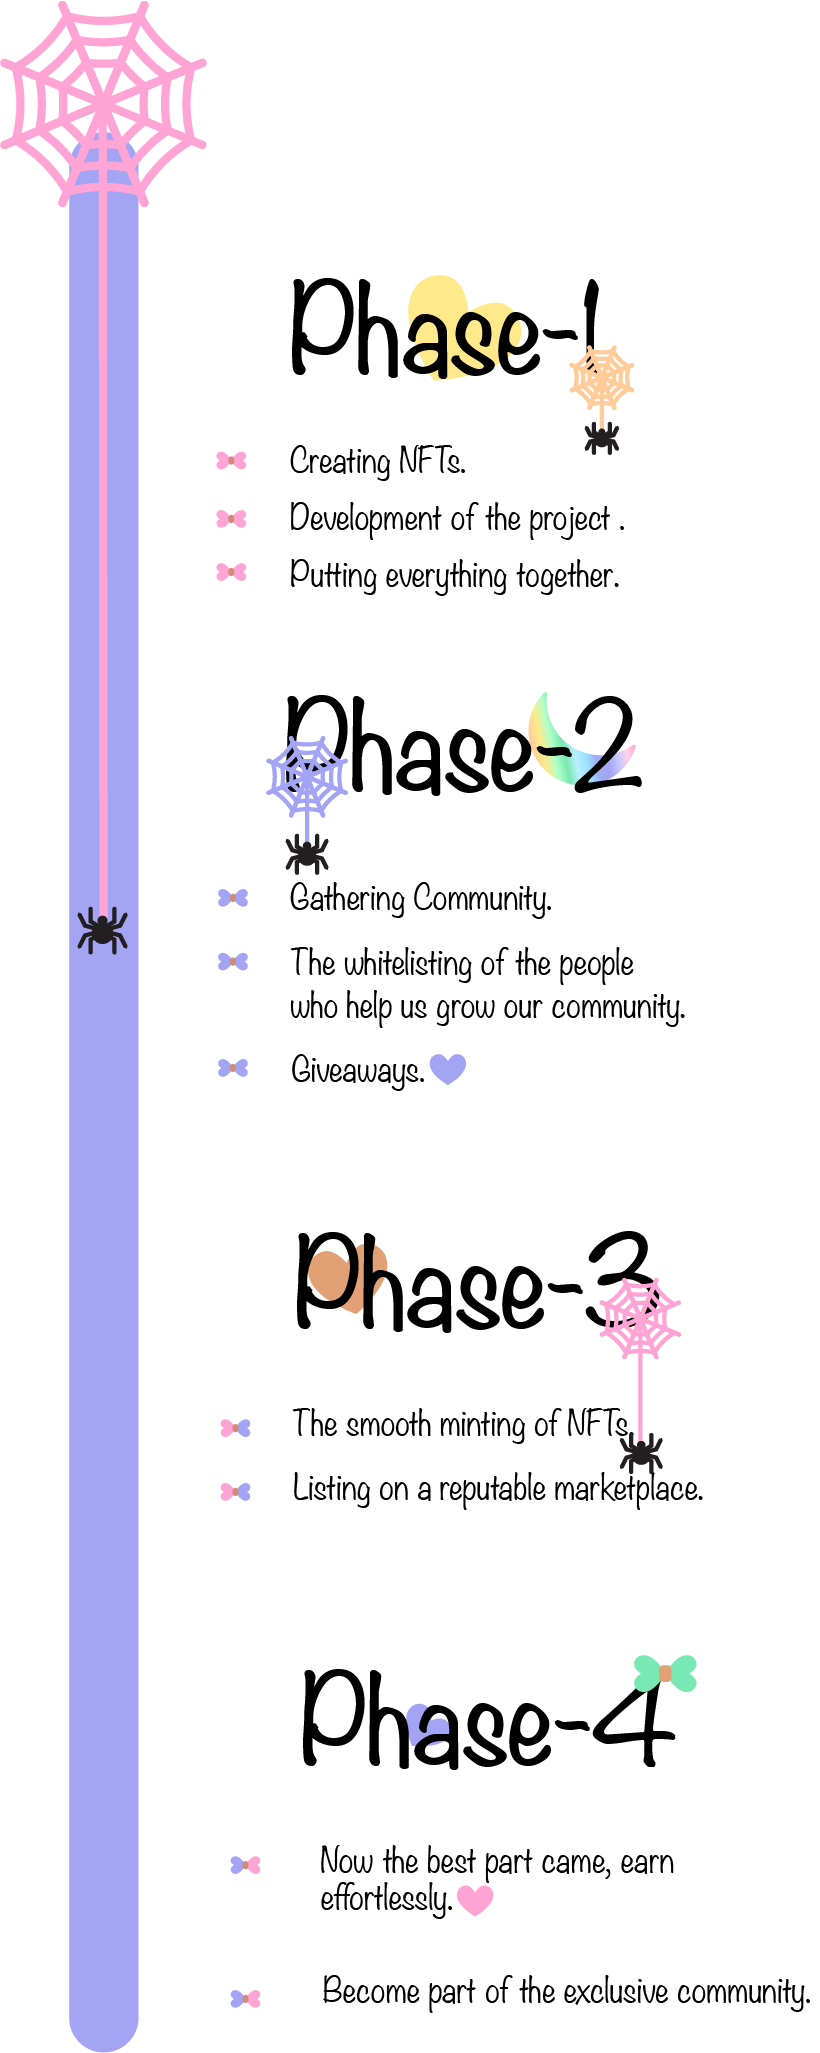 Phase-1
Creating NFTs.
Development of the project .
Putting everything together.
Phase-2
Gathering Community.
The whitelisting of the people
who help us grow our community.
Giveaways.
Phase-3
The smooth minting of NFTs.
Listing on a reputable marketplace.
Phase-4
Now the best part came, earn
effortlessly.
Become part of the exclusive community.